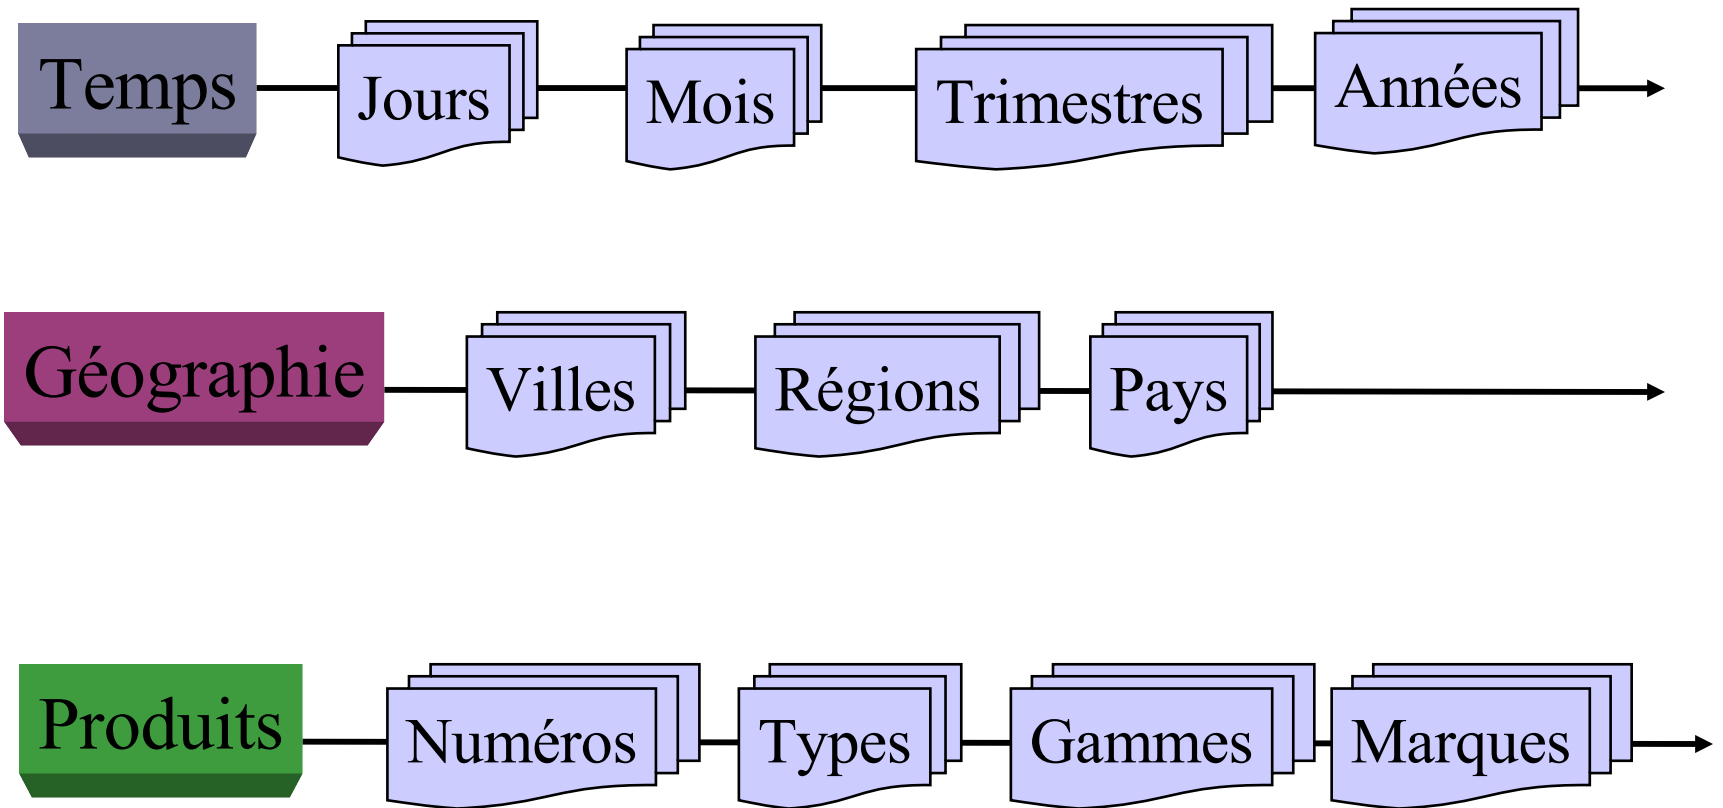 Temps Jours Mois Trimestres Années
Géographie Villes Régions Pays
Produits Numéros Types Gammes Marques